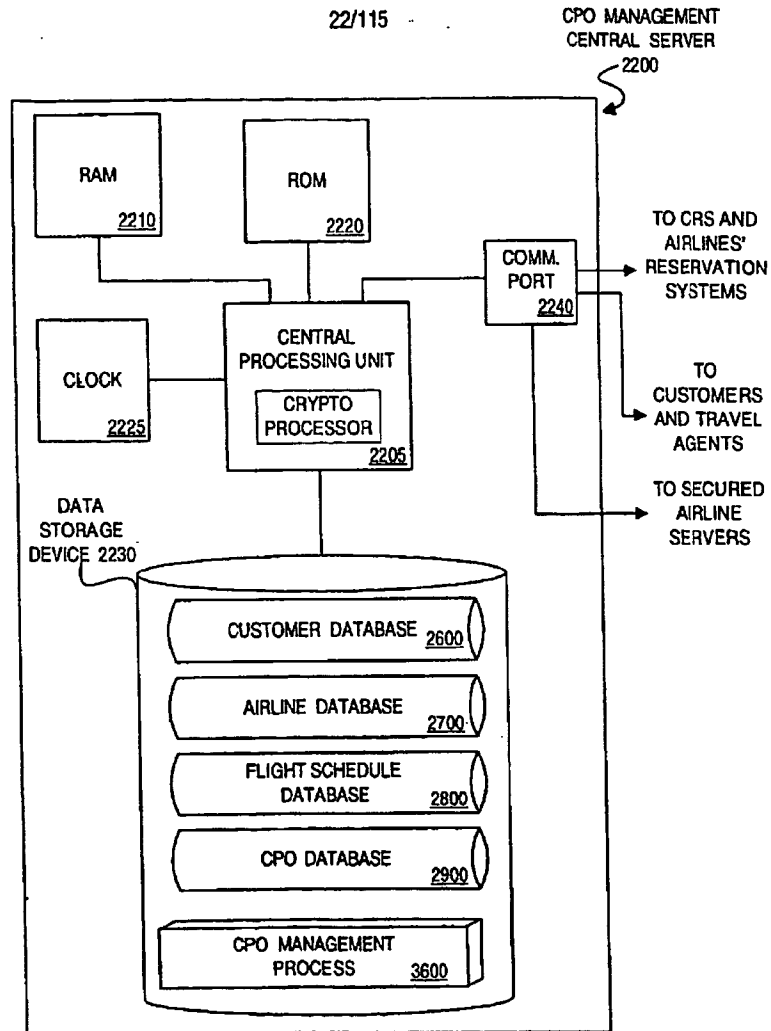 22/115
CPO MANAGEMENT
CENTRAL SERVER
2200
RAM
2210
ROM
2220
COMM.
PORT
2240
TO CRS AND
AIRLINES'
RESERVATION
SYSTEMS
CENTRAL
PROCESSING UNIT
CRYPTO
PROCESSOR
2205
CLOCK
2225
TO
CUSTOMERS
AND TRAVEL
AGENTS
TO SECURED
AIRLINE
SERVERS
DATA
STORAGE
DEVICE 2230
CUSTOMER DATABASE
2600
AIRLINE DATABASE
2700
FLIGHT SCHEDULE
DATABASE
2800
CPO DATABASE
2900
CPO MANAGEMENT
PROCESS
3600